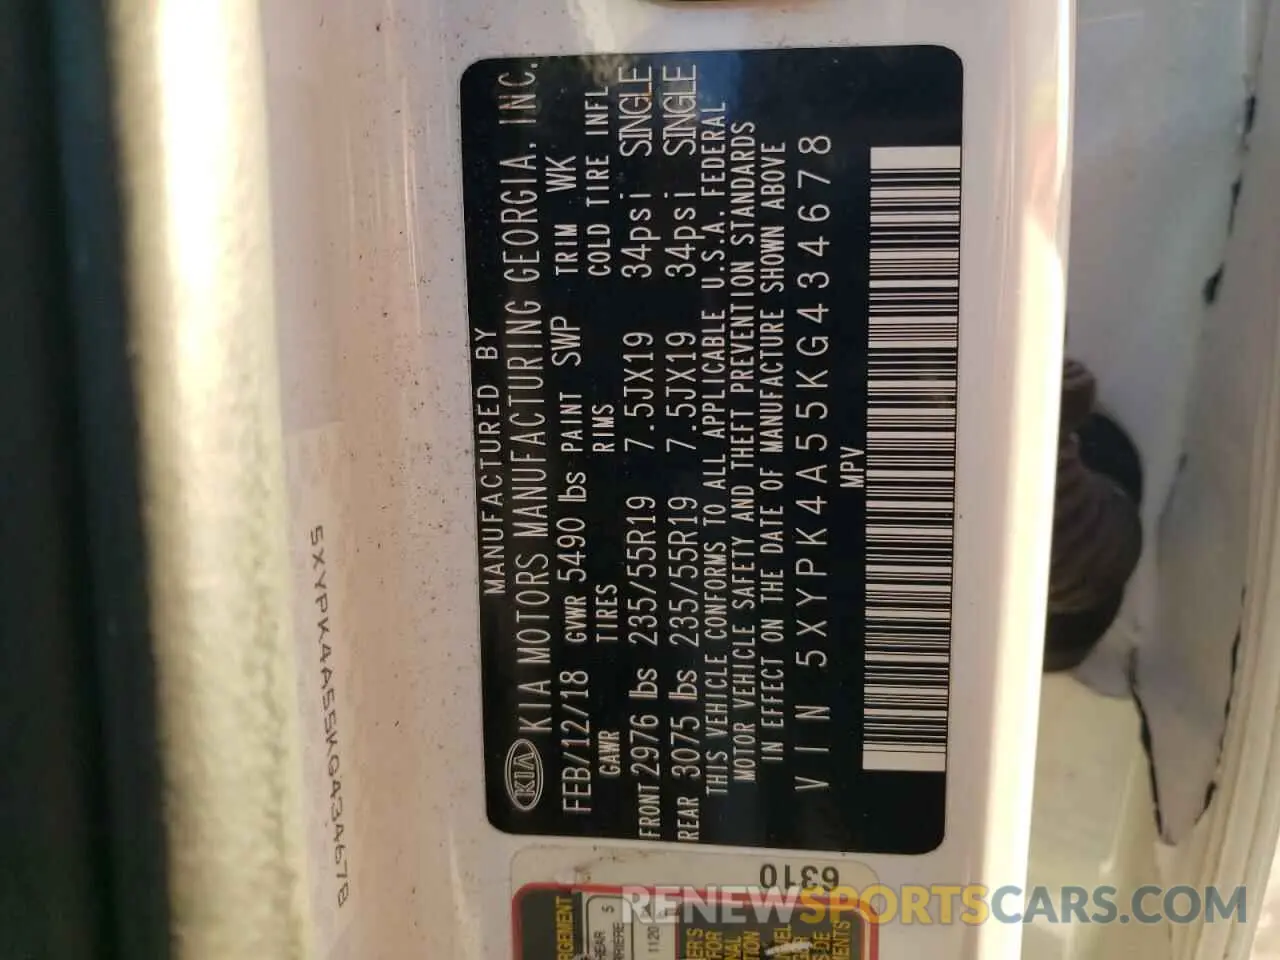 MANUFACTURED BY
KIA KIA MOTORS MANUFACTURING GEORGIA, INC.
FEB/12/18 GVWR 5490 lbs PAINT SWP TRIM WK
GAWR TIRES RIMS COLD TIRE INFL.
FRONT 2976 lbs 235/55R19 7.5JX19 34psi SINGLE
REAR 3075 lbs 235/55R19 7.5JX19 34psi SINGLE
THIS VEHICLE CONFORMS TO ALL APPLICABLE U.S.A. FEDERAL
MOTOR VEHICLE SAFETY AND THEFT PREVENTION STANDARDS
IN EFFECT ON THE DATE OF MANUFACTURE SHOWN ABOVE
VIN 5XYPK4A55KG434678
MPV
5XYPK4A55KG434678
6310
RENEWSPORTSCARS.COM